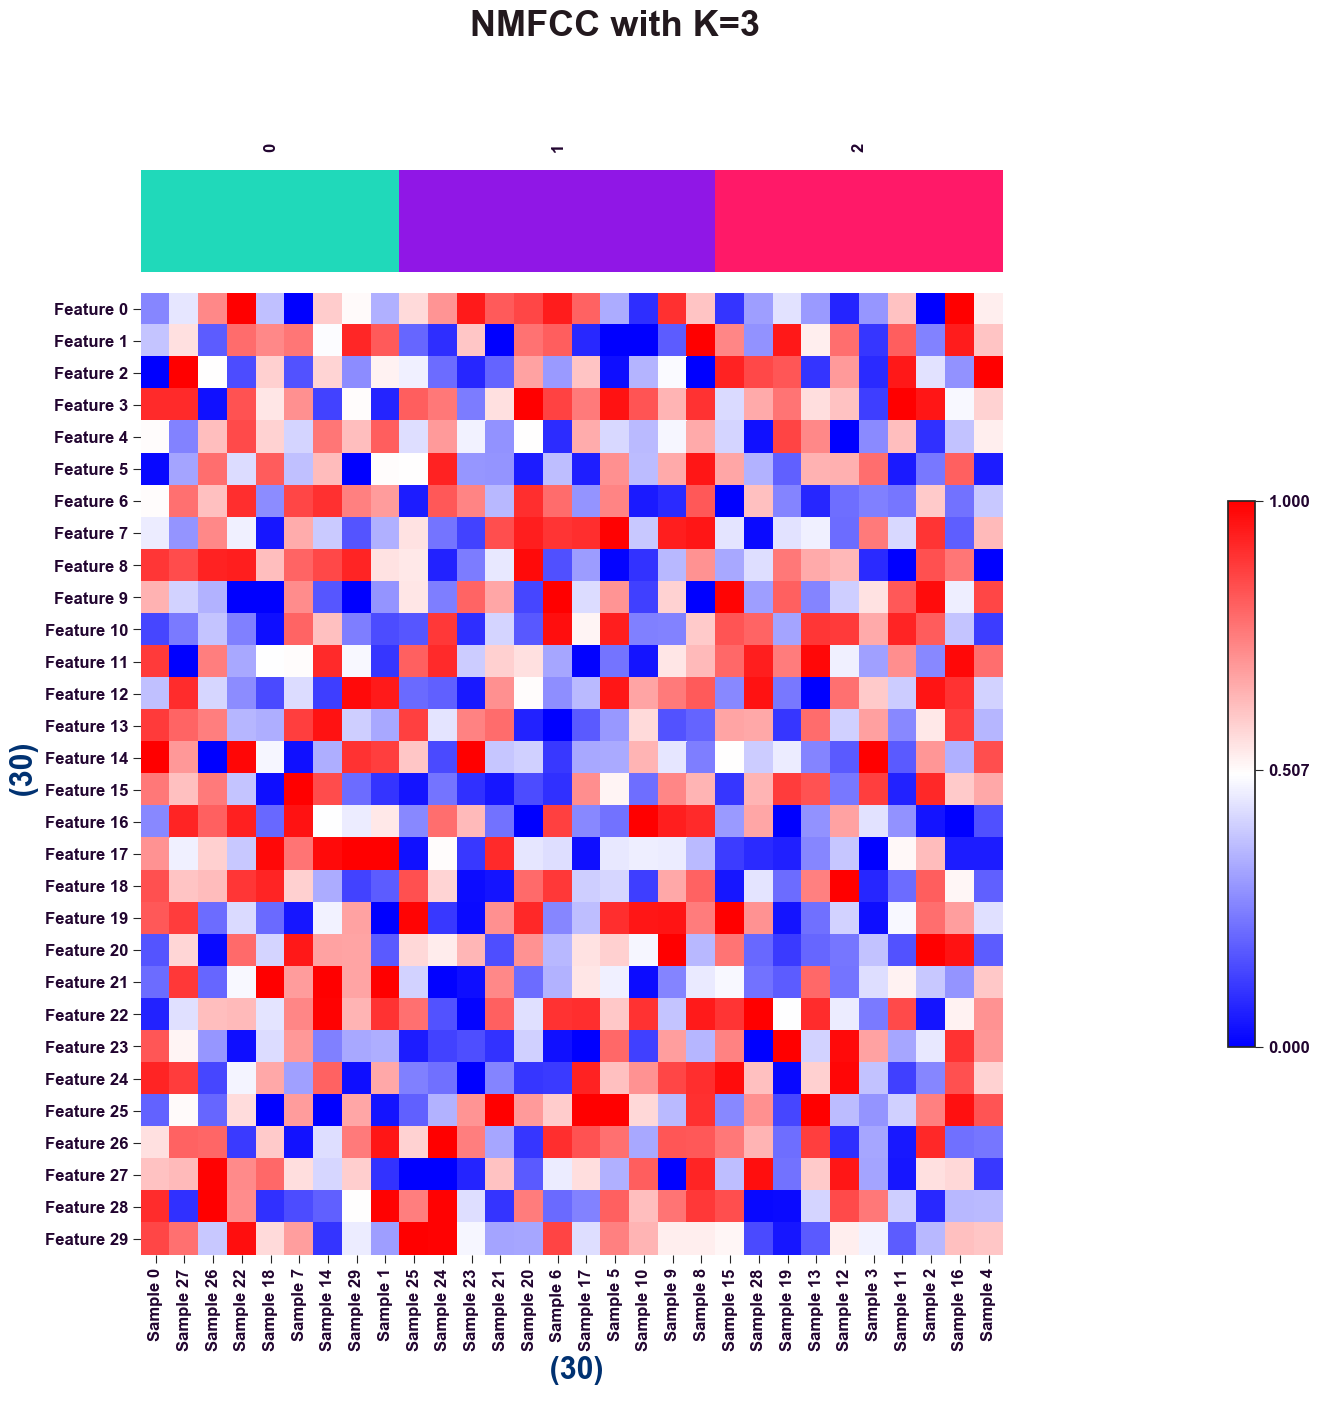 NMFCC with K=3
0
1
2
Feature 0
Feature 1
Feature 2
Feature 3
Feature 4
Feature 5
Feature 6
Feature 7
Feature 8
Feature 9
Feature 10
Feature 11
Feature 12
Feature 13
Feature 14
Feature 15
Feature 16
Feature 17
Feature 18
Feature 19
Feature 20
Feature 21
Feature 22
Feature 23
Feature 24
Feature 25
Feature 26
Feature 27
Feature 28
Feature 29
(30)
1.000
0.507
0.000
Sample 0
Sample 27
Sample 26
Sample 22
Sample 18
Sample 7
Sample 14
Sample 29
Sample 1
Sample 25
Sample 24
Sample 23
Sample 21
Sample 20
Sample 6
Sample 17
Sample 5
Sample 10
Sample 9
Sample 8
Sample 15
Sample 28
Sample 19
Sample 13
Sample 12
Sample 3
Sample 11
Sample 2
Sample 16
Sample 4
(30)